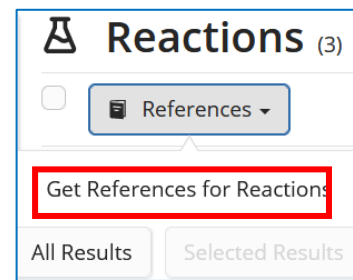 Reactions (3)
References
Get References for Reactions
All Results Selected Results